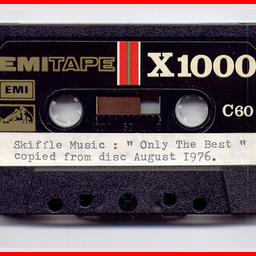 EMITAPE X1000
EMI
C60
Skiffle Music : " Only The Best "
copied from disc August 1976.